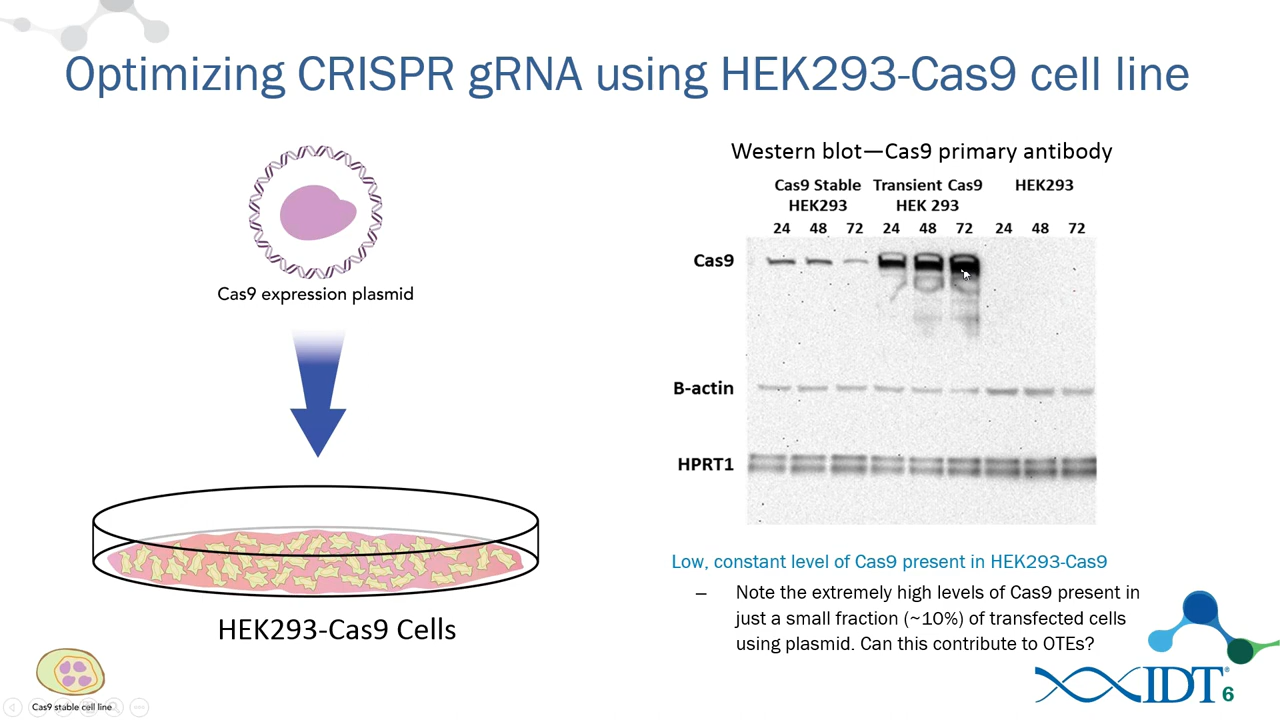 Optimizing CRISPR gRNA using HEK293-Cas9 cell line
Cas9 expression plasmid
HEK293-Cas9 Cells
Cas9 stable cell line
Western blot—Cas9 primary antibody
Cas9 Stable Transient Cas9 HEK293
HEK293 HEK 293
24 48 72 24 48 72 24 48 72
Cas9
B-actin
HPRT1
Low, constant level of Cas9 present in HEK293-Cas9
– Note the extremely high levels of Cas9 present in
just a small fraction (~10%) of transfected cells
using plasmid. Can this contribute to OTEs?
IDT® 6